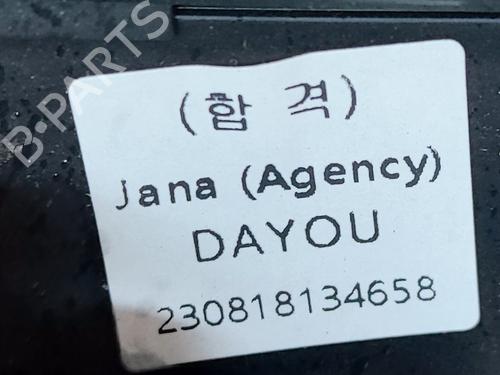 B-PARTS
(합 격)
Jana (Agency)
DAYOU
230818134658